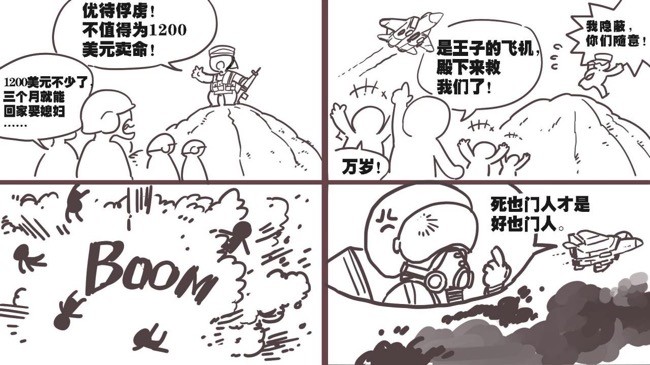 优待俘虏！
不值得为1200
美元卖命！
1200美元不少了，
三个月就能
回家娶媳妇
……
是王子的飞机，
殿下来救
我们了！
我隐蔽，
你们随意！
万岁！
BOOM
死也门人才是
好也门人。